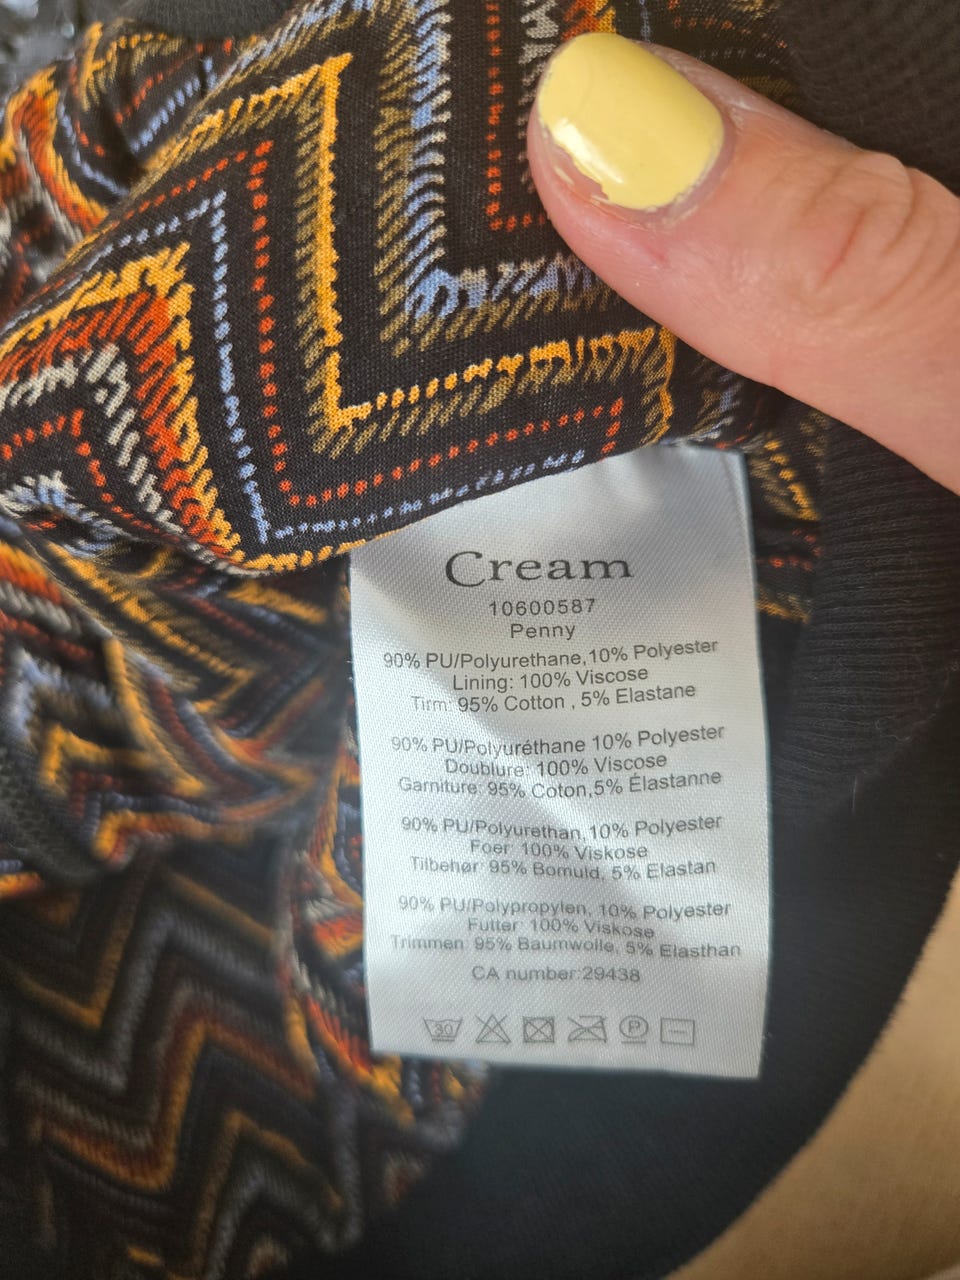 Cream
10600587
Penny
90% PU/Polyurethane,10% Polyester
Lining: 100% Viscose
Tirm: 95% Cotton , 5% Elastane
90% PU/Polyuréthane 10% Polyester
Doublure: 100% Viscose
Garniture: 95% Coton,5% Élastanne
90% PU/Polyurethan, 10% Polyester
Foer: 100% Viskose
Tilbehør: 95% Bomuld, 5% Elastan
90% PU/Polypropylen, 10% Polyester
Futter: 100% Viskose
Trimmen: 95% Baumwolle, 5% Elasthan
CA number:29438
30 P